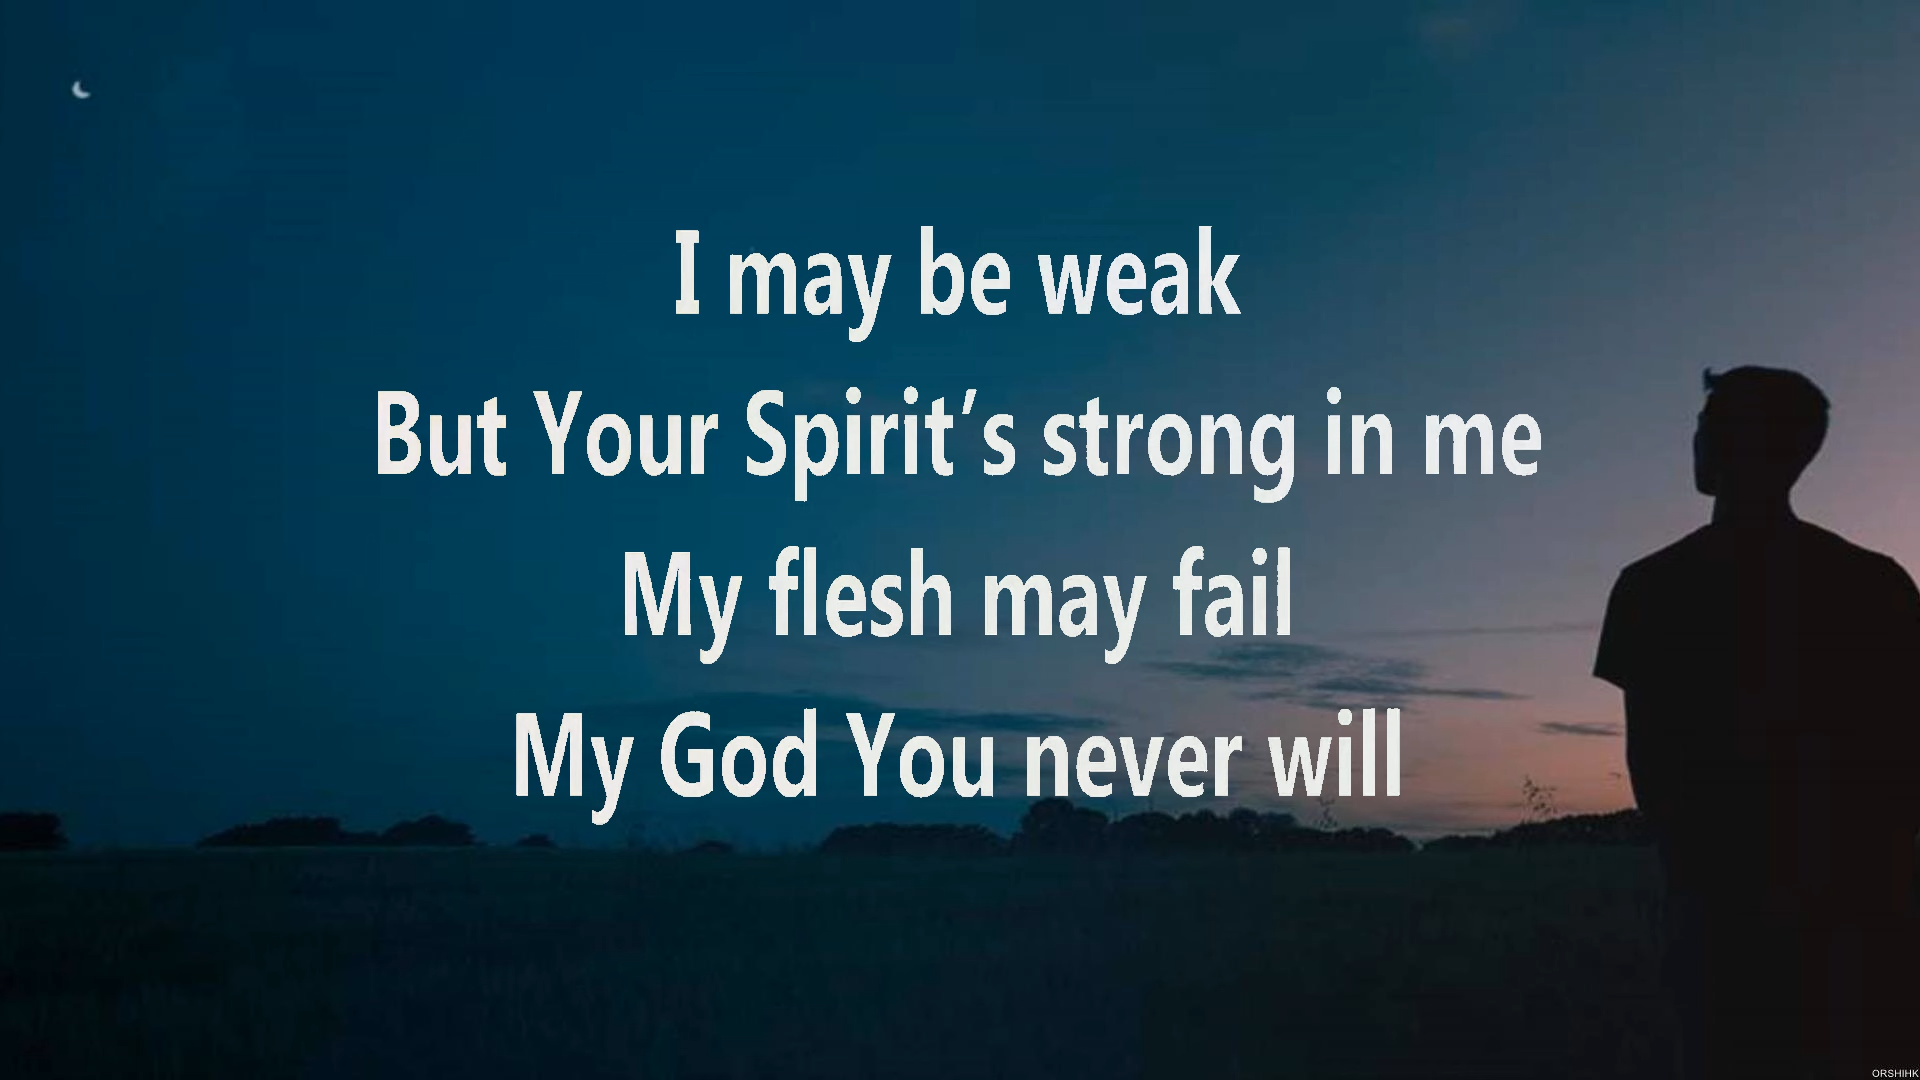 I may be weak
But Your Spirit’s strong in me
My flesh may fail
My God You never will
ORSHIHK